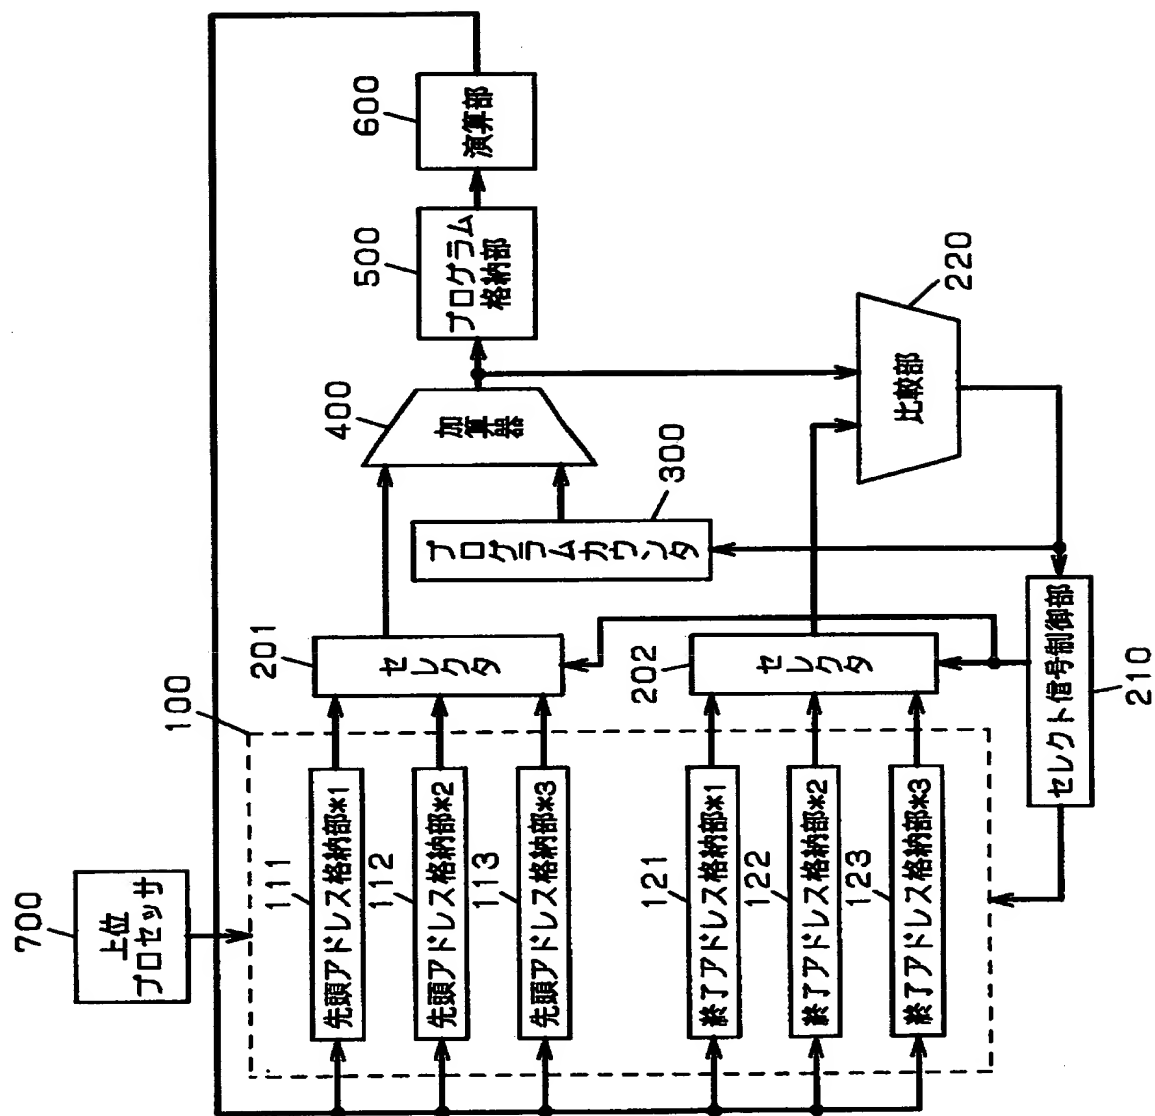 700
上位
プロセッサ
100
111
先頭アドレス格納部*1
112
先頭アドレス格納部*2
113
先頭アドレス格納部*3
121
終了アドレス格納部*1
122
終了アドレス格納部*2
123
終了アドレス格納部*3
201
セレクタ
202
セレクタ
210
セレクト信号制御部
300
プログラムカウンタ
400
加算器
220
比較部
500
プログラム
格納部
600
演算部